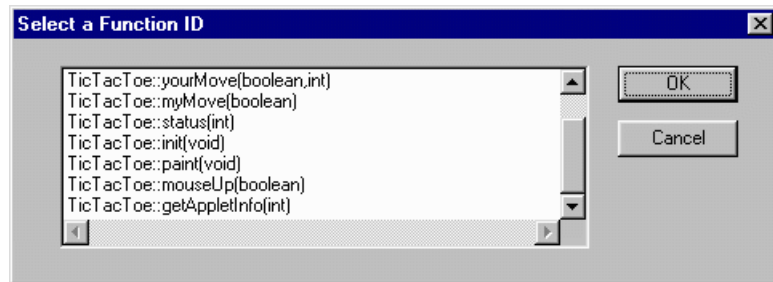 Select a Function ID
TicTacToe::yourMove(boolean,int)
TicTacToe::myMove(boolean)
TicTacToe::status(int)
TicTacToe::init(void)
TicTacToe::paint(void)
TicTacToe::mouseUp(boolean)
TicTacToe::getAppletInfo(int)
OK
Cancel